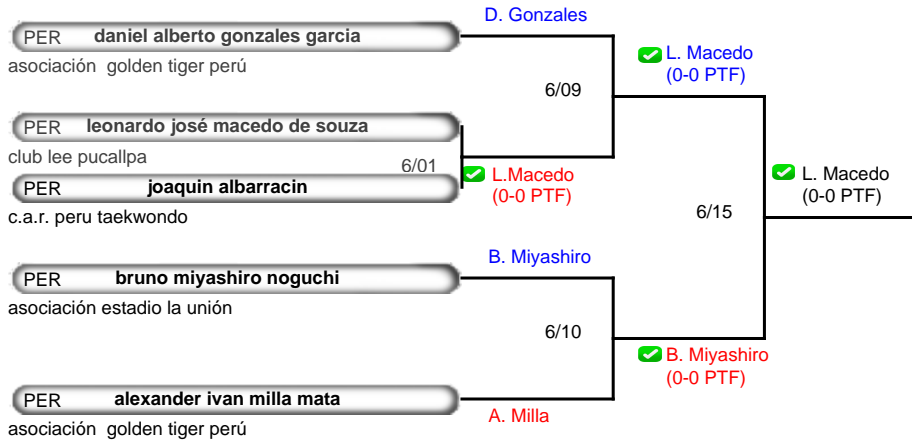 D. Gonzales
PER daniel alberto gonzales garcia
asociación golden tiger perú
L. Macedo
(0-0 PTF)
6/09
PER leonardo josé macedo de souza
club lee pucallpa
6/01
L.Macedo
(0-0 PTF)
PER joaquin albarracin
c.a.r. peru taekwondo
L. Macedo
(0-0 PTF)
6/15
B. Miyashiro
PER bruno miyashiro noguchi
asociación estadio la unión
6/10
B. Miyashiro
(0-0 PTF)
PER alexander ivan milla mata
A. Milla
asociación golden tiger perú